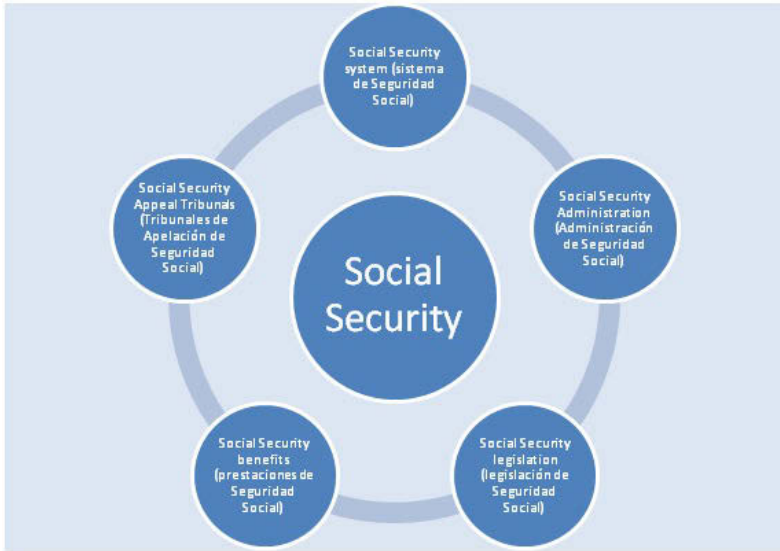 Social Security
system (sistema
de Seguridad
Social)
Social Security
Administration
(Administración
de Seguridad
Social)
Social Security
legislation
(legislación de
Seguridad
Social)
Social Security
benefits
(prestaciones de
Seguridad
Social)
Social Security
Appeal Tribunals
(Tribunales de
Apelación de
Seguridad
Social)
Social
Security